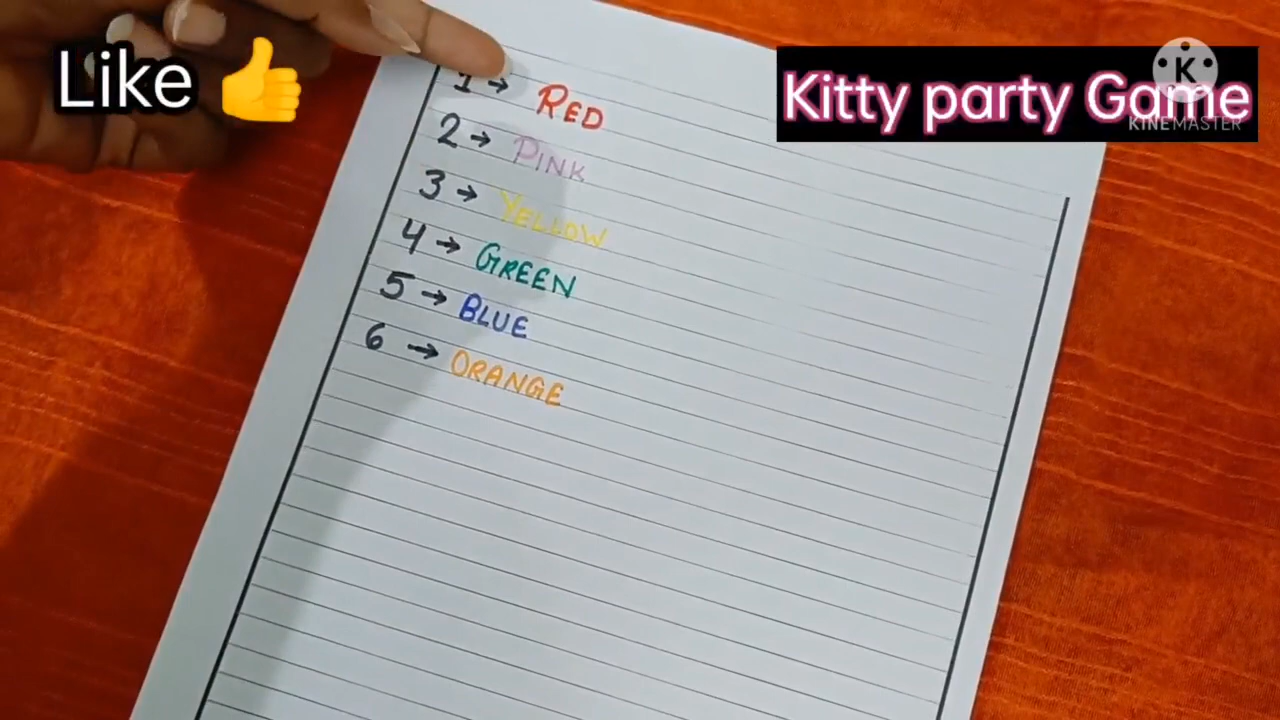 Like 👍
Kitty party Game
K
KINEMASTER
1 → RED
2 → PINK
3 → YELLOW
4 → GREEN
5 → BLUE
6 → ORANGE